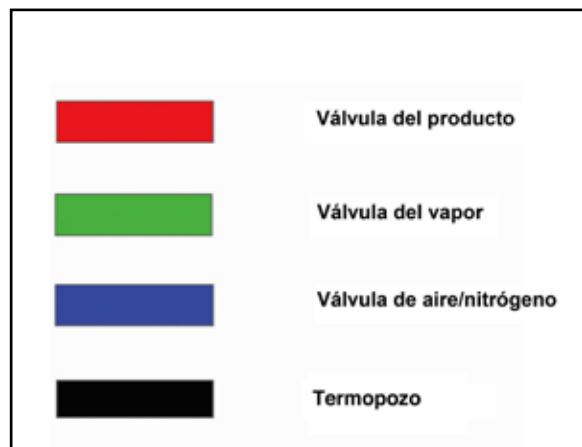 Válvula del producto
Válvula del vapor
Válvula de aire/nitrógeno
Termopozo